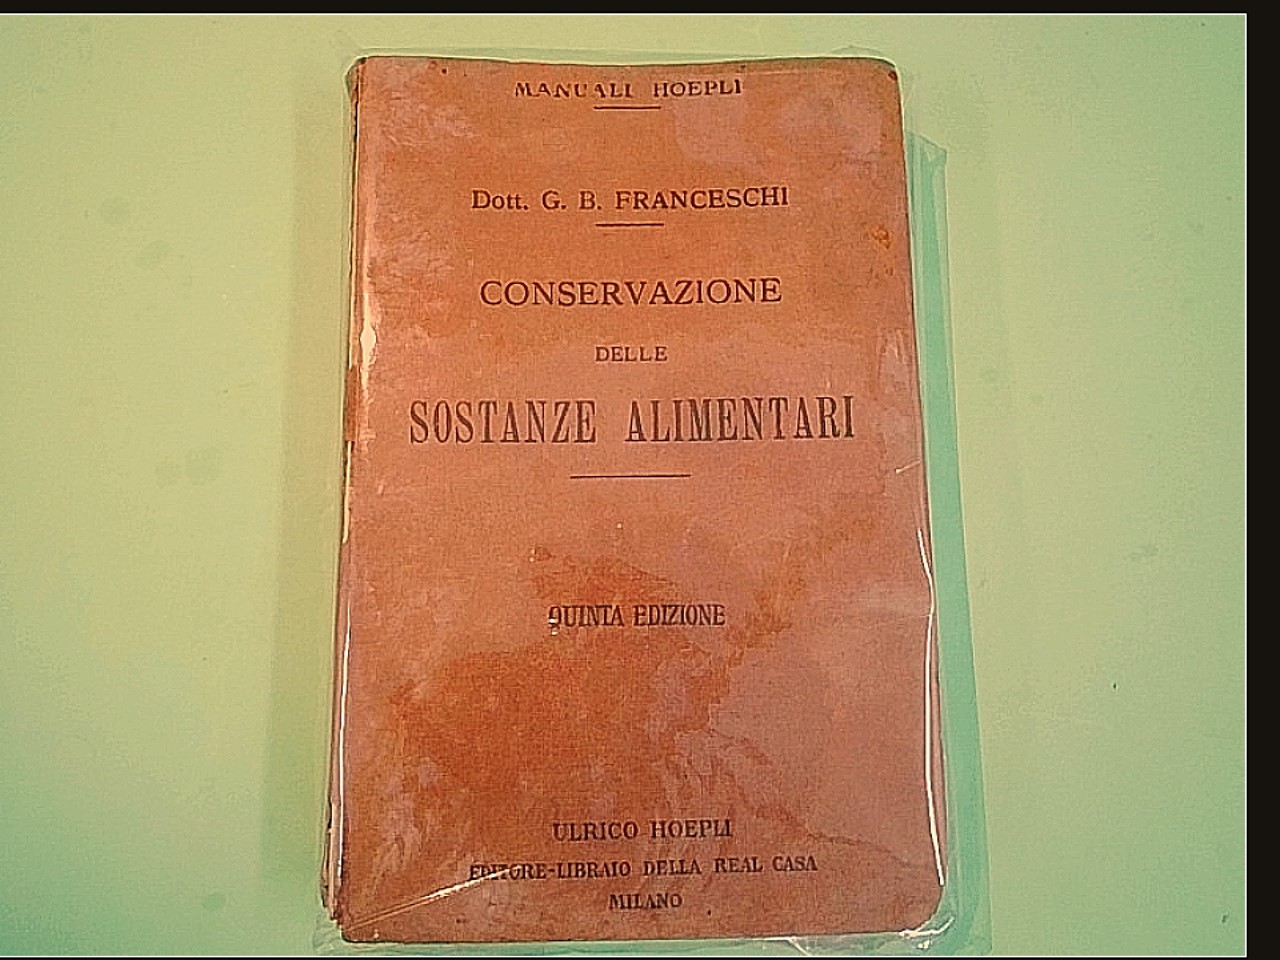 MANUALI HOEPLI
Dott. G. B. FRANCESCHI
CONSERVAZIONE
DELLE
SOSTANZE ALIMENTARI
QUINTA EDIZIONE
ULRICO HOEPLI
EDITORE-LIBRAIO DELLA REAL CASA
MILANO